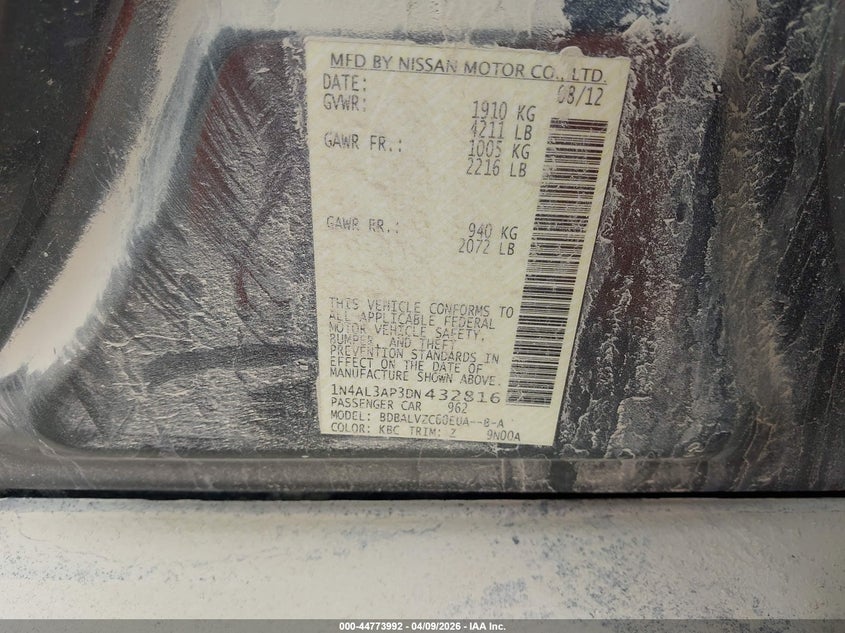 MFD BY NISSAN MOTOR CO., LTD.
DATE: 08/12
GVWR: 1910 KG
4211 LB
GAWR FR.: 1005 KG
2216 LB
GAWR RR.: 940 KG
2072 LB
THIS VEHICLE CONFORMS TO
ALL APPLICABLE FEDERAL
MOTOR VEHICLE SAFETY,
BUMPER, AND THEFT
PREVENTION STANDARDS IN
EFFECT ON THE DATE OF
MANUFACTURE SHOWN ABOVE.
1N4AL3AP3DN432816
PASSENGER CAR 962
MODEL: BDBALVZC60EUA--B-A
COLOR: KBC TRIM: Z 9N00A
000-44773992 - 04/09/2026 - IAA Inc.